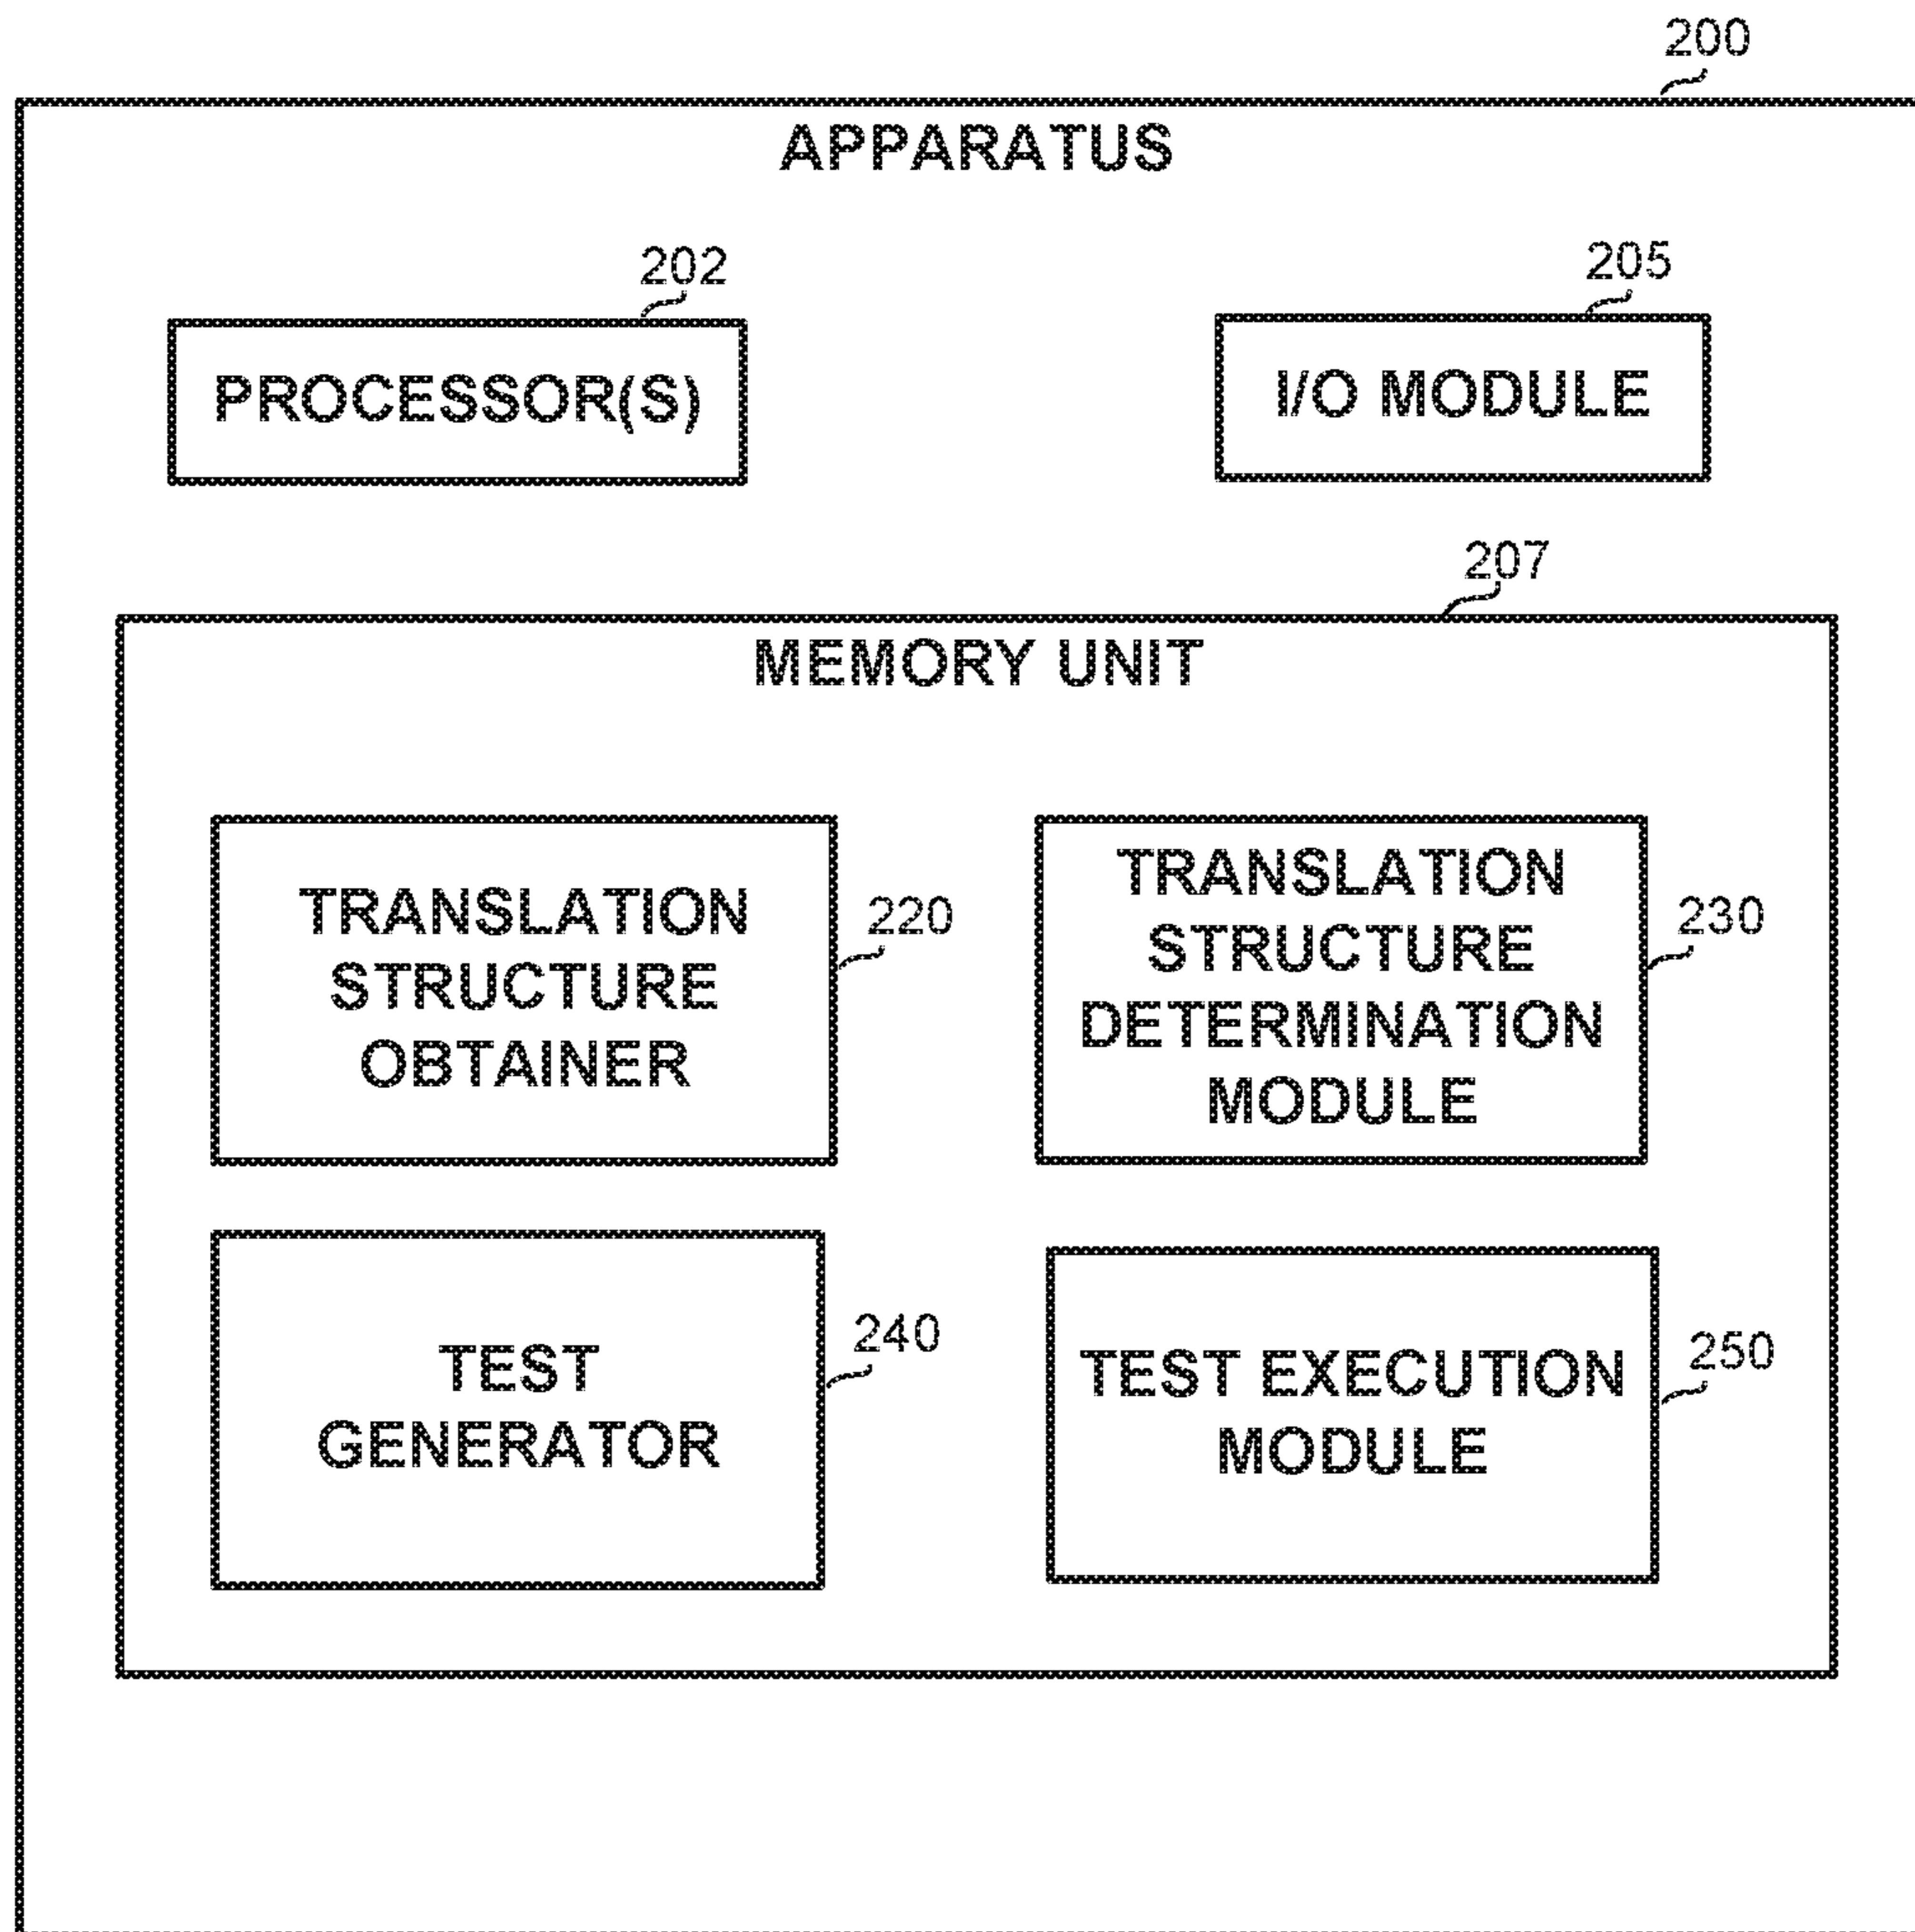 200
APPARATUS
202
205
PROCESSOR(S)
I/O MODULE
207
MEMORY UNIT
TRANSLATION
STRUCTURE
OBTAINER
220
TRANSLATION
STRUCTURE
DETERMINATION
MODULE
230
TEST
GENERATOR
240
TEST EXECUTION
MODULE
250